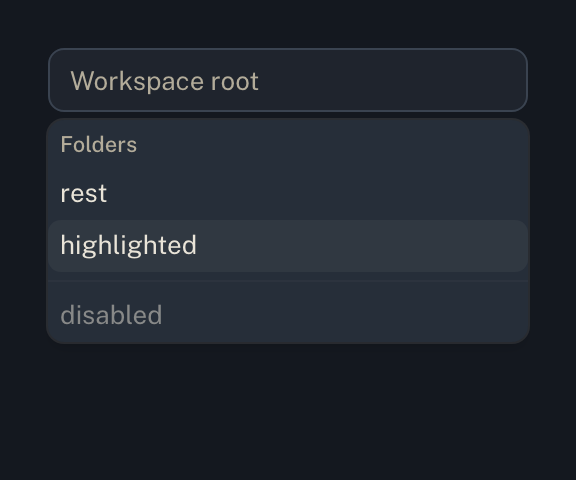 Workspace root
Folders
rest
highlighted
disabled